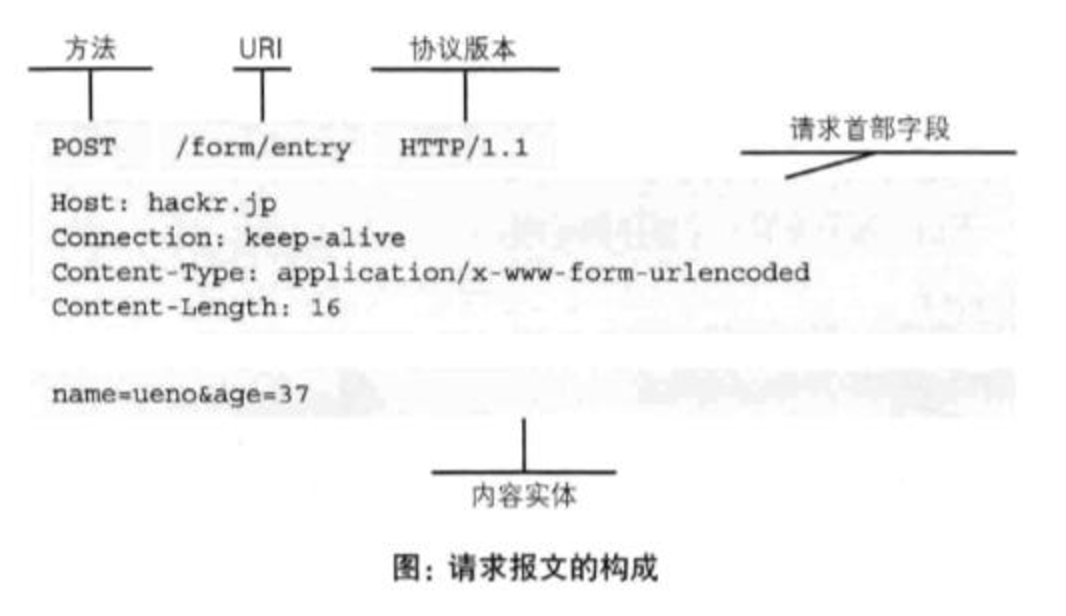 方法 URI 协议版本
请求首部字段
POST /form/entry HTTP/1.1
Host: hackr.jp
Connection: keep-alive
Content-Type: application/x-www-form-urlencoded
Content-Length: 16
name=ueno&age=37
内容实体
图：请求报文的构成